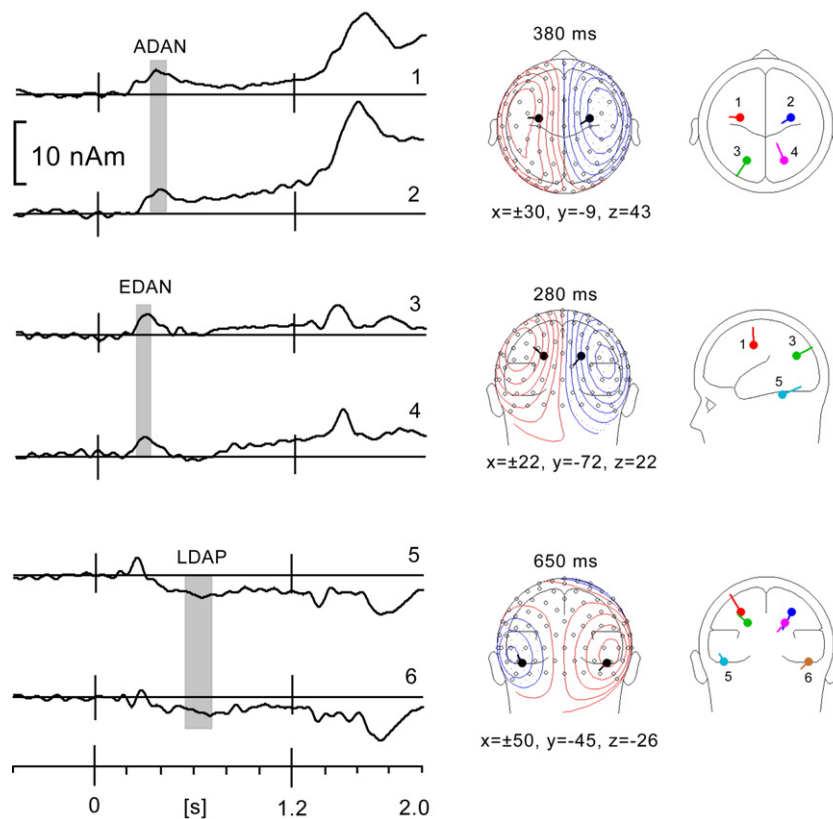 ADAN
1
10 nAm
2
380 ms
x=±30, y=-9, z=43
1 2
3 4
EDAN
3
4
280 ms
x=±22, y=-72, z=22
1 3
5
LDAP
5
6
650 ms
x=±50, y=-45, z=-26
5 6
0 [s] 1.2 2.0